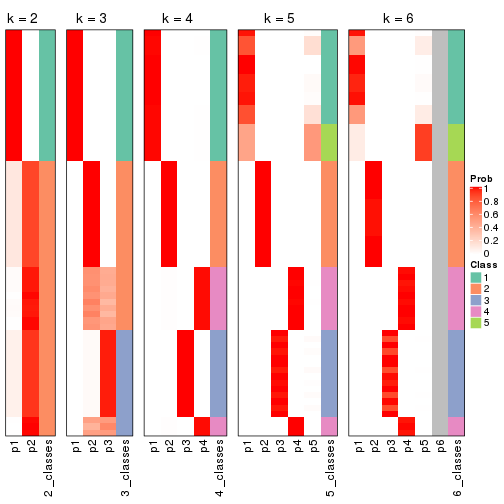 k = 2
k = 3
k = 4
k = 5
k = 6
Prob
1
0.8
0.6
0.4
0.2
0
Class
1
2
3
4
5
p1
p2
2_classes
p1
p2
p3
3_classes
p1
p2
p3
p4
4_classes
p1
p2
p3
p4
p5
5_classes
p1
p2
p3
p4
p5
p6
6_classes